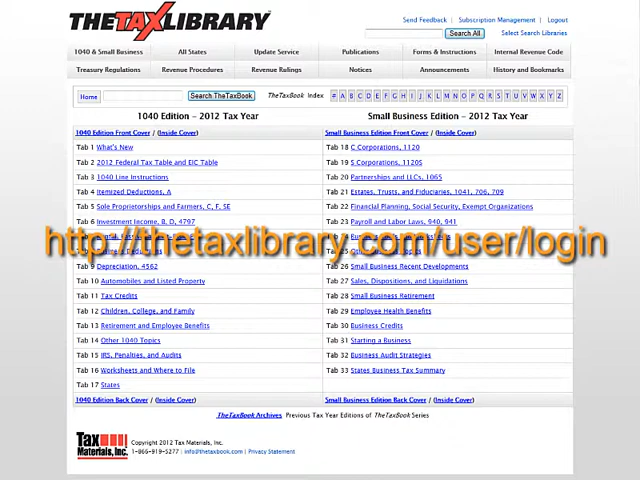 THETAXLIBRARY
Send Feedback | Subscription Management | Logout
Search All Select Search Libraries
1040 & Small Business All States Update Service Publications Forms & Instructions Internal Revenue Code
Treasury Regulations Revenue Procedures Revenue Rulings Notices Announcements History and Bookmarks
Home Search TheTaxBook TheTaxBook Index # A B C D E F G H I J K L M N O P Q R S T U V W X Y Z
1040 Edition – 2012 Tax Year Small Business Edition – 2012 Tax Year
1040 Edition Front Cover / (Inside Cover) Small Business Edition Front Cover / (Inside Cover)
Tab 1 What's New Tab 18 C Corporations, 1120
Tab 2 2012 Federal Tax Table and EIC Table Tab 19 S Corporations, 1120S
Tab 3 1040 Line Instructions Tab 20 Partnerships and LLCs, 1065
Tab 4 Itemized Deductions, A Tab 21 Estates, Trusts, and Fiduciaries, 1041, 706, 709
Tab 5 Sole Proprietorships and Farmers, C, F, SE Tab 22 Financial Planning, Social Security, Exempt Organizations
Tab 6 Investment Income, B, D, 4797 Tab 23 Payroll and Labor Laws, 940, 941
http://thetaxlibrary.com/user/login
Tab 9 Depreciation, 4562 Tab 26 Small Business Recent Developments
Tab 10 Automobiles and Listed Property Tab 27 Sales, Dispositions, and Liquidations
Tab 11 Tax Credits Tab 28 Small Business Retirement
Tab 12 Children, College, and Family Tab 29 Employee Health Benefits
Tab 13 Retirement and Employee Benefits Tab 30 Business Credits
Tab 14 Other 1040 Topics Tab 31 Starting a Business
Tab 15 IRS, Penalties, and Audits Tab 32 Business Audit Strategies
Tab 16 Worksheets and Where to File Tab 33 States Business Tax Summary
Tab 17 States
1040 Edition Back Cover / (Inside Cover) Small Business Edition Back Cover / (Inside Cover)
TheTaxBook Archives Previous Tax Year Editions of TheTaxBook Series
Tax Materials, Inc. Copyright 2012 Tax Materials, Inc.
1-866-919-5277 | info@thetaxbook.com | Privacy Statement